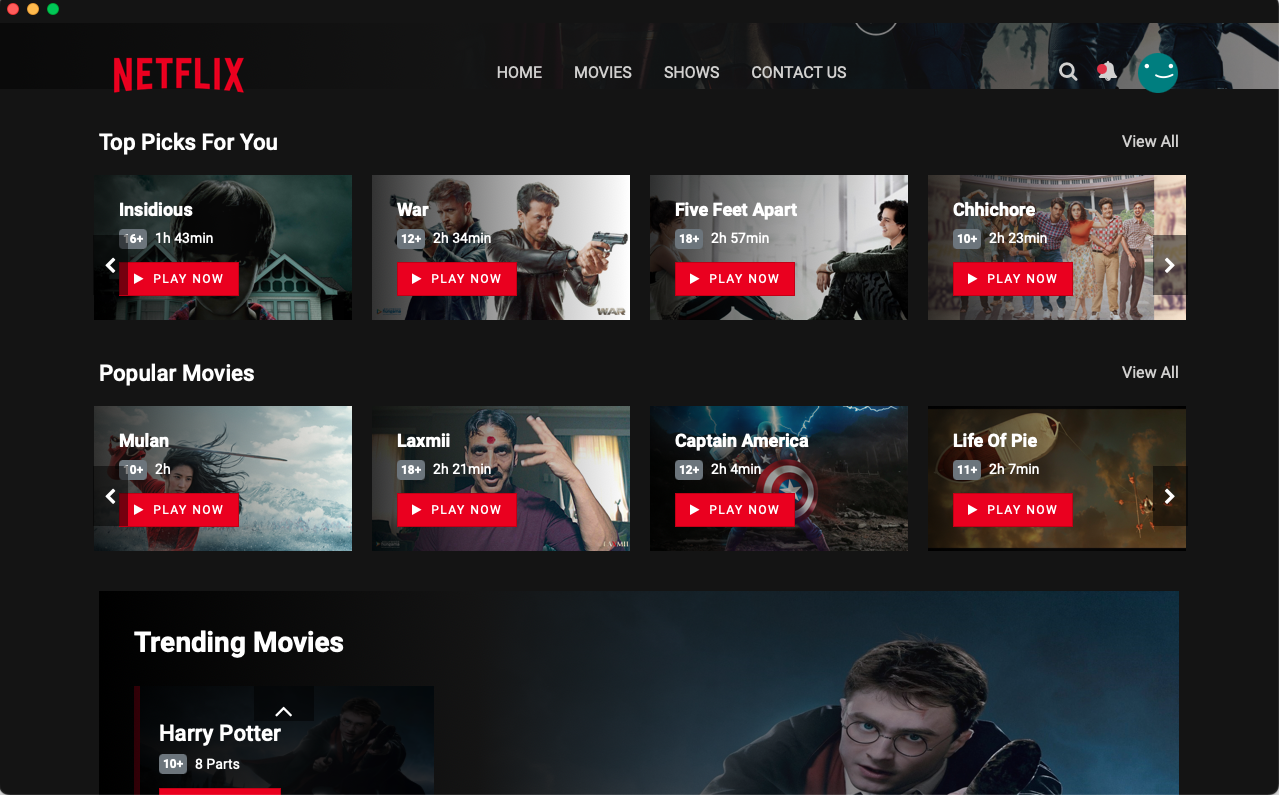 NETFLIX
HOME MOVIES SHOWS CONTACT US
Top Picks For You
View All
Insidious
16+ 1h 43min
PLAY NOW
War
12+ 2h 34min
PLAY NOW
WAR
Five Feet Apart
18+ 2h 57min
PLAY NOW
Chhichore
10+ 2h 23min
PLAY NOW
Popular Movies
View All
Mulan
10+ 2h
PLAY NOW
Laxmii
18+ 2h 21min
PLAY NOW
Captain America
12+ 2h 4min
PLAY NOW
Life Of Pie
11+ 2h 7min
PLAY NOW
Trending Movies
Harry Potter
10+ 8 Parts